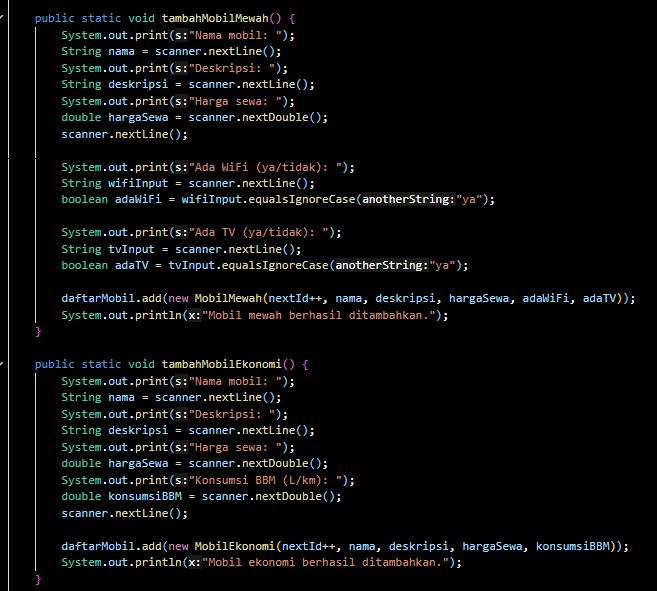 public static void tambahMobilMewah() {
System.out.print(s:"Nama mobil: ");
String nama = scanner.nextLine();
System.out.print(s:"Deskripsi: ");
String deskripsi = scanner.nextLine();
System.out.print(s:"Harga sewa: ");
double hargaSewa = scanner.nextDouble();
scanner.nextLine();
System.out.print(s:"Ada WiFi (ya/tidak): ");
String wifiInput = scanner.nextLine();
boolean adaWiFi = wifiInput.equalsIgnoreCase(anotherString:"ya");
System.out.print(s:"Ada TV (ya/tidak): ");
String tvInput = scanner.nextLine();
boolean adaTV = tvInput.equalsIgnoreCase(anotherString:"ya");
daftarMobil.add(new MobilMewah(nextId++, nama, deskripsi, hargaSewa, adaWiFi, adaTV));
System.out.println(x:"Mobil mewah berhasil ditambahkan.");
}
public static void tambahMobilEkonomi() {
System.out.print(s:"Nama mobil: ");
String nama = scanner.nextLine();
System.out.print(s:"Deskripsi: ");
String deskripsi = scanner.nextLine();
System.out.print(s:"Harga sewa: ");
double hargaSewa = scanner.nextDouble();
System.out.print(s:"Konsumsi BBM (L/km): ");
double konsumsiBBM = scanner.nextDouble();
scanner.nextLine();
daftarMobil.add(new MobilEkonomi(nextId++, nama, deskripsi, hargaSewa, konsumsiBBM));
System.out.println(x:"Mobil ekonomi berhasil ditambahkan.");
}